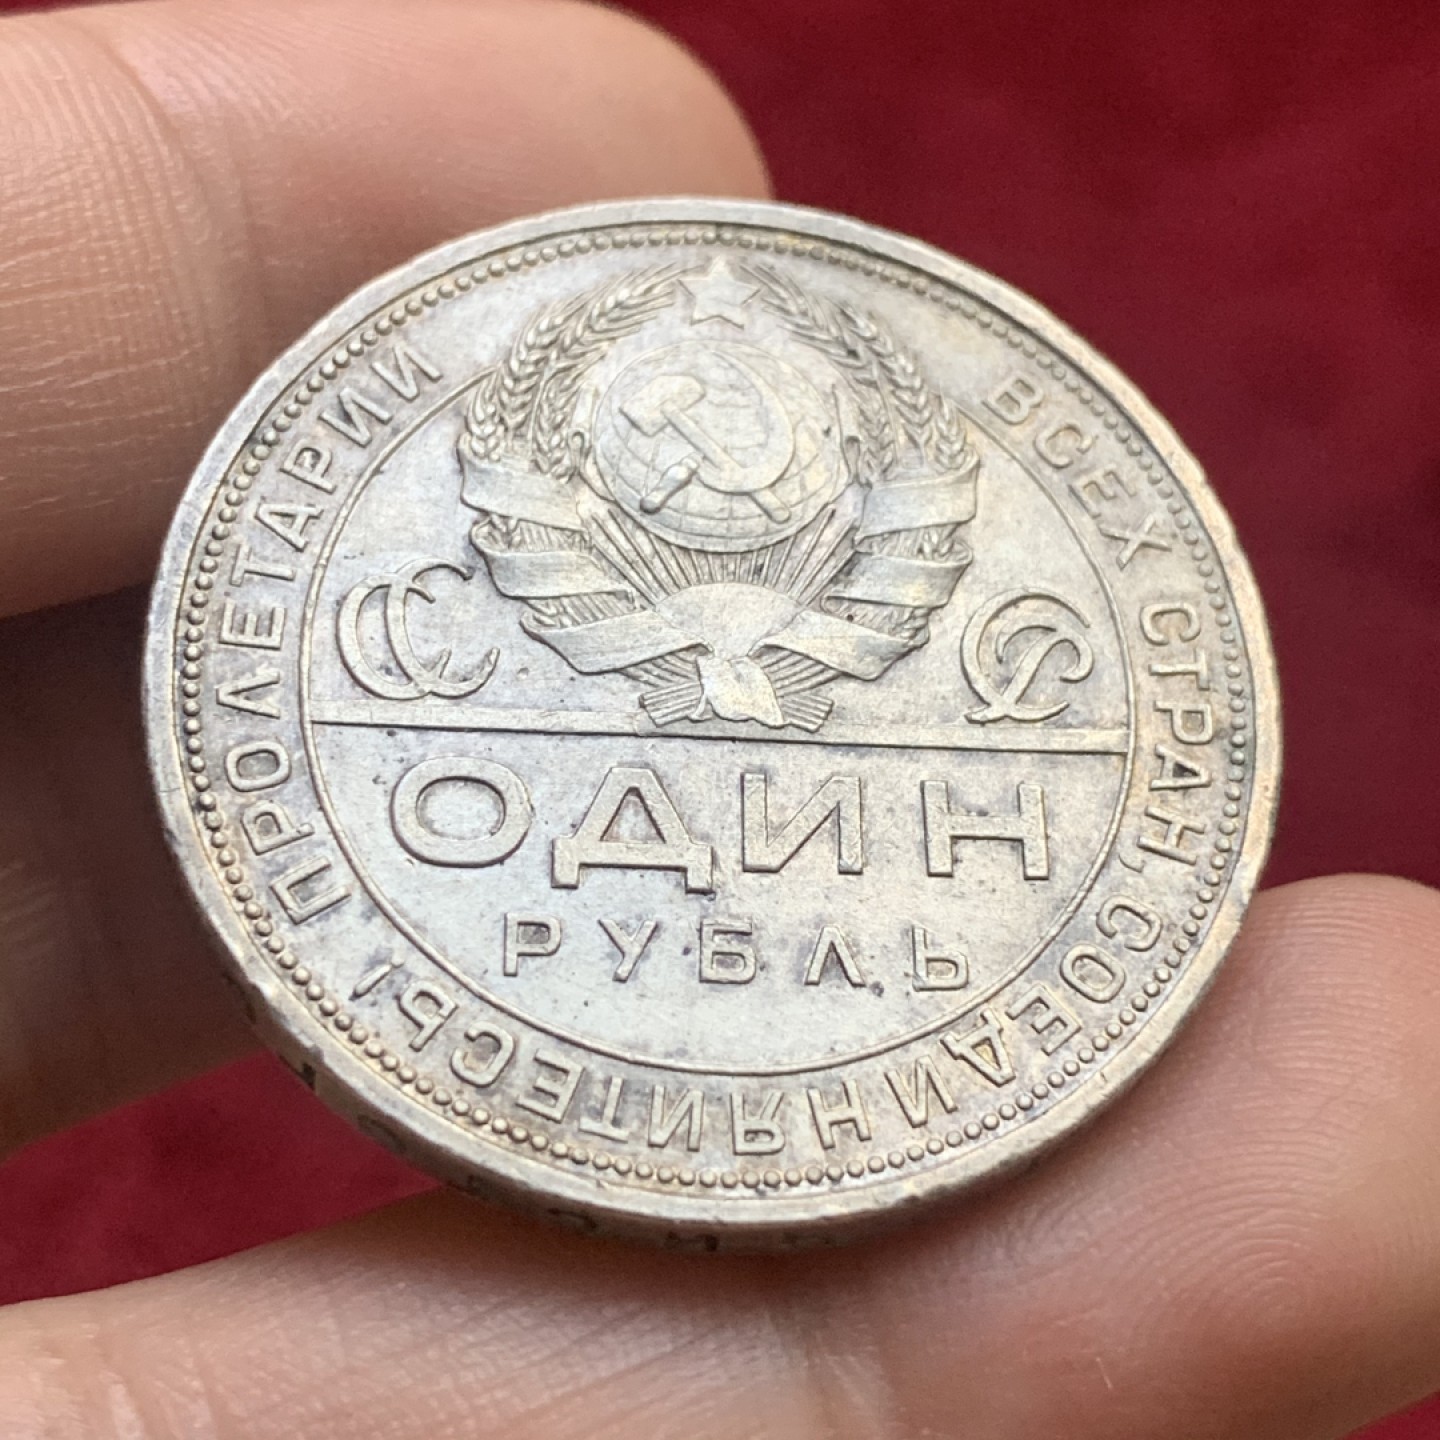 ПРОЛЕТАРИИ ВСЕХ СТРАН, СОЕДИНЯЙТЕСЬ!
СС СР
ОДИН
РУБЛЬ